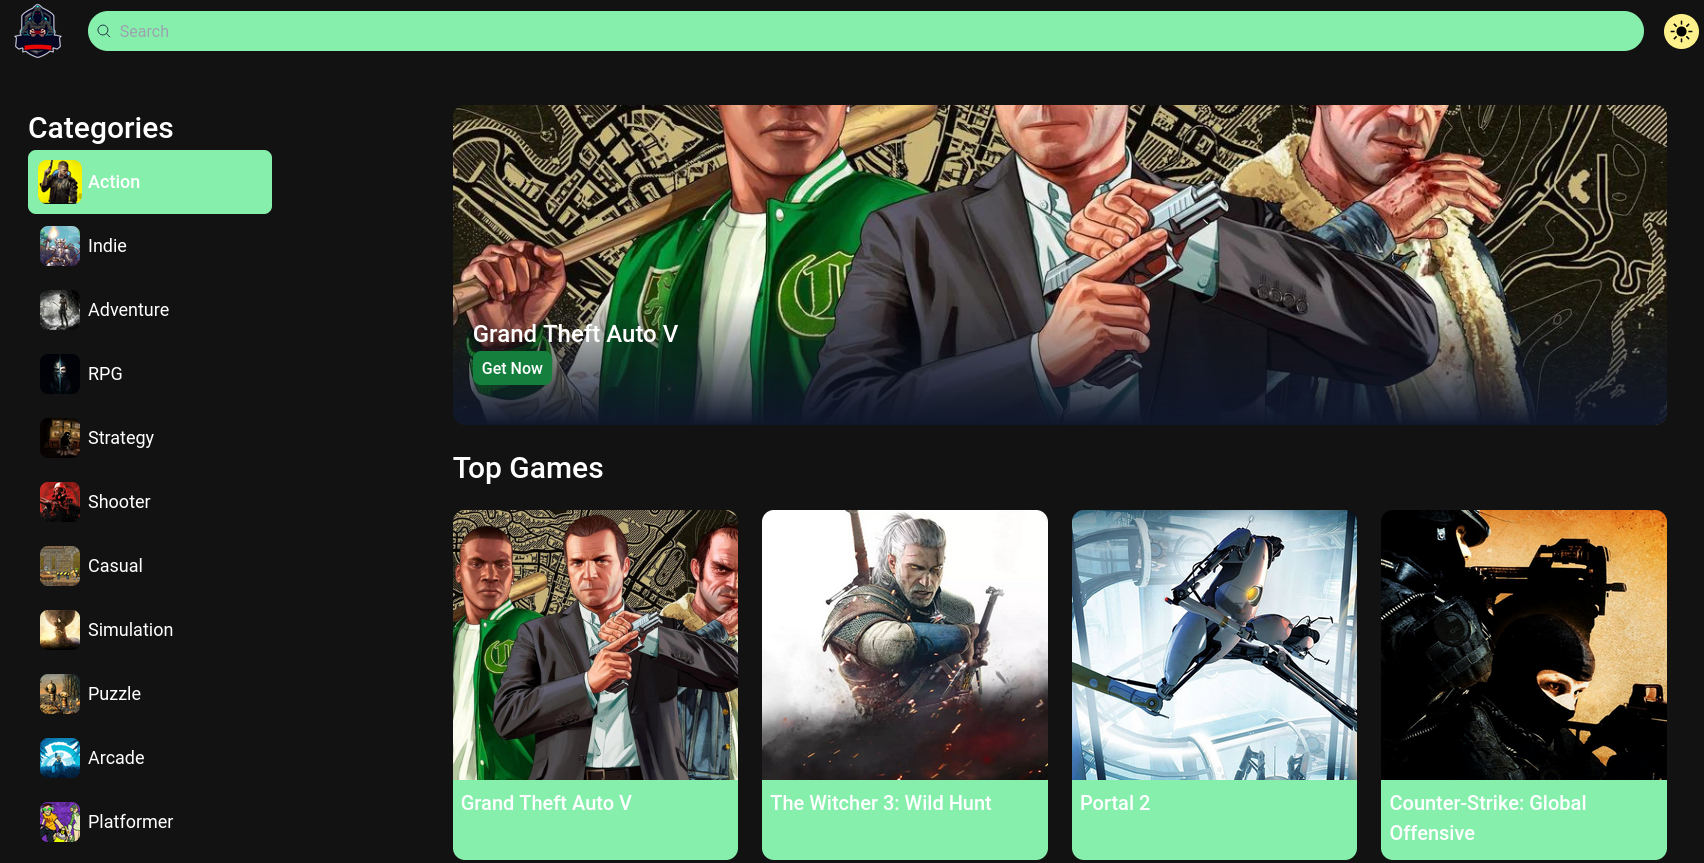 Search
Categories
Action
Indie
Adventure
RPG
Strategy
Shooter
Casual
Simulation
Puzzle
Arcade
Platformer
Grand Theft Auto V
Get Now
Top Games
Grand Theft Auto V
The Witcher 3: Wild Hunt
Portal 2
Counter-Strike: Global
Offensive